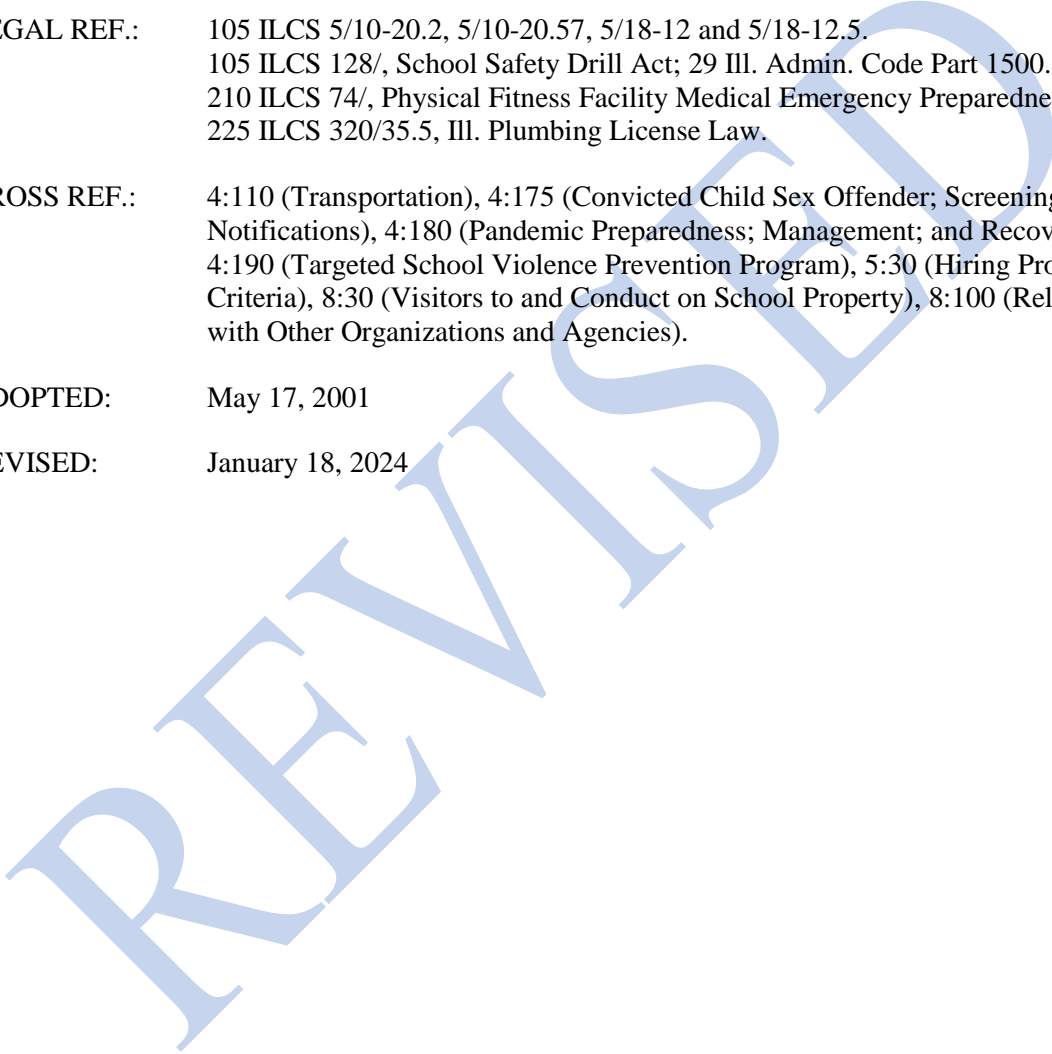 EGAL REF.: 105 ILCS 5/10-20.2, 5/10-20.57, 5/18-12 and 5/18-12.5.
105 ILCS 128/, School Safety Drill Act; 29 Ill. Admin. Code Part 1500.
210 ILCS 74/, Physical Fitness Facility Medical Emergency Preparedne
225 ILCS 320/35.5, Ill. Plumbing License Law.
ROSS REF.: 4:110 (Transportation), 4:175 (Convicted Child Sex Offender; Screening
Notifications), 4:180 (Pandemic Preparedness; Management; and Recov
4:190 (Targeted School Violence Prevention Program), 5:30 (Hiring Pro
Criteria), 8:30 (Visitors to and Conduct on School Property), 8:100 (Rel
with Other Organizations and Agencies).
DOPTED: May 17, 2001
EVISED: January 18, 2024
REVISED